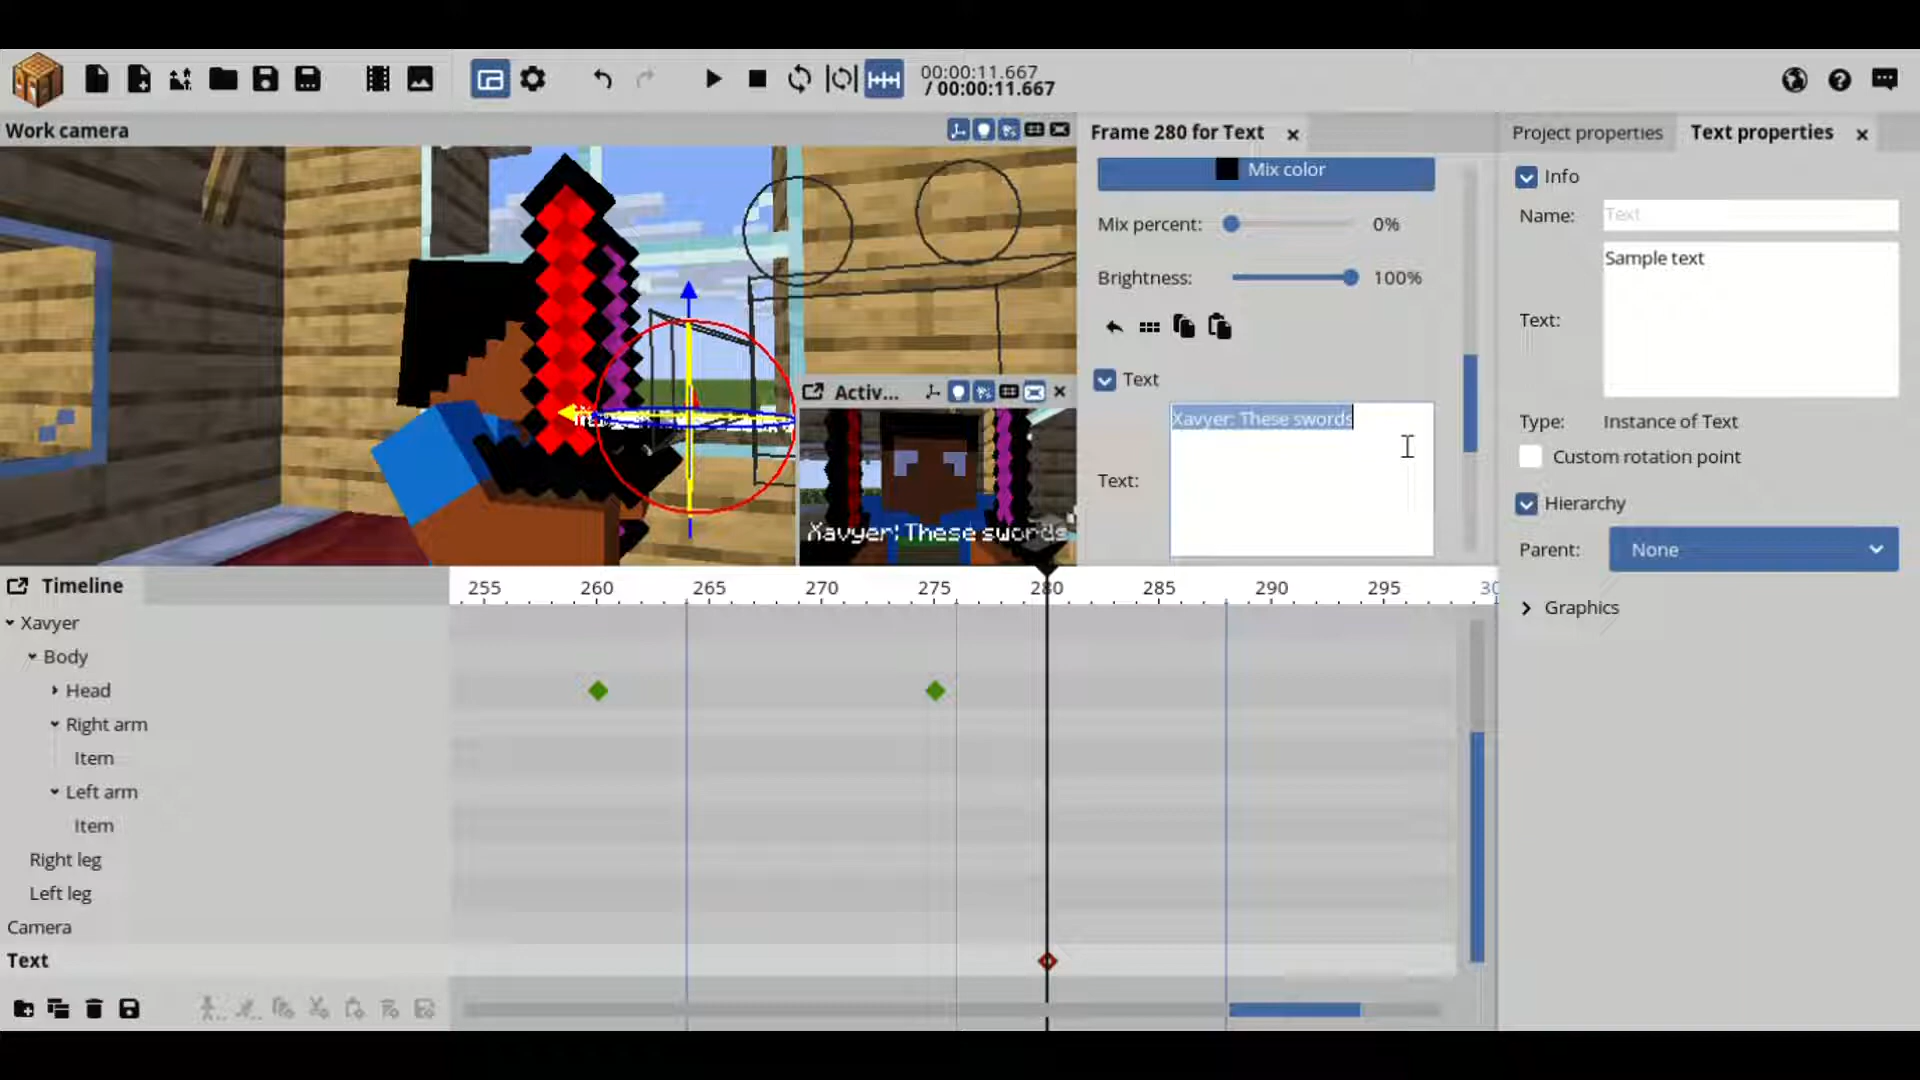 00:00:11.667
/ 00:00:11.667
Work camera
Frame 280 for Text
Project properties
Text properties
Mix color
Mix percent:
0%
Brightness:
100%
Text
Xavyer: These swords
Text:
Info
Name:
Text
Sample text
Text:
Type:
Instance of Text
Custom rotation point
Hierarchy
Parent:
None
Graphics
Activ...
Xavyer: These swords
Timeline
255
260
265
270
275
280
285
290
295
30
Xavyer
Body
Head
Right arm
Item
Left arm
Item
Right leg
Left leg
Camera
Text